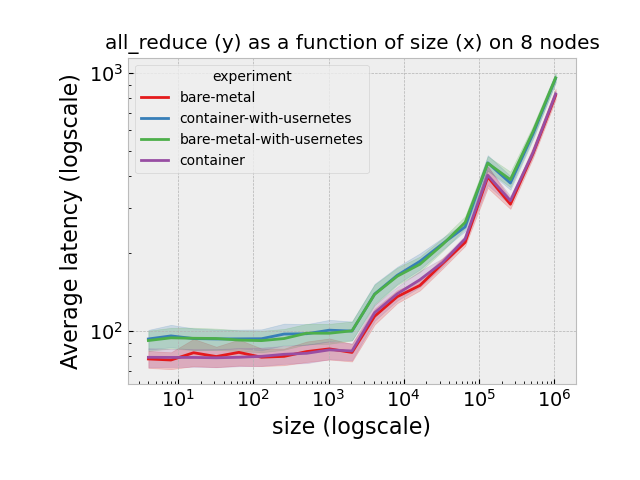 all_reduce (y) as a function of size (x) on 8 nodes
experiment
bare-metal
container-with-usernetes
bare-metal-with-usernetes
container
Average latency (logscale)
10³
10²
10¹ 10² 10³ 10⁴ 10⁵ 10⁶
size (logscale)